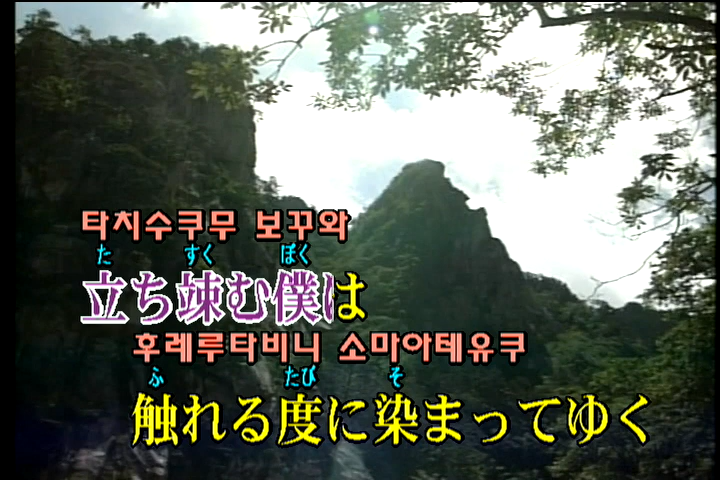 타치수쿠무 보꾸와
た すく ぼく
立ち竦む僕は
후레루타비니 소마아테유쿠
ふ たび そ
触れる度に染まってゆく